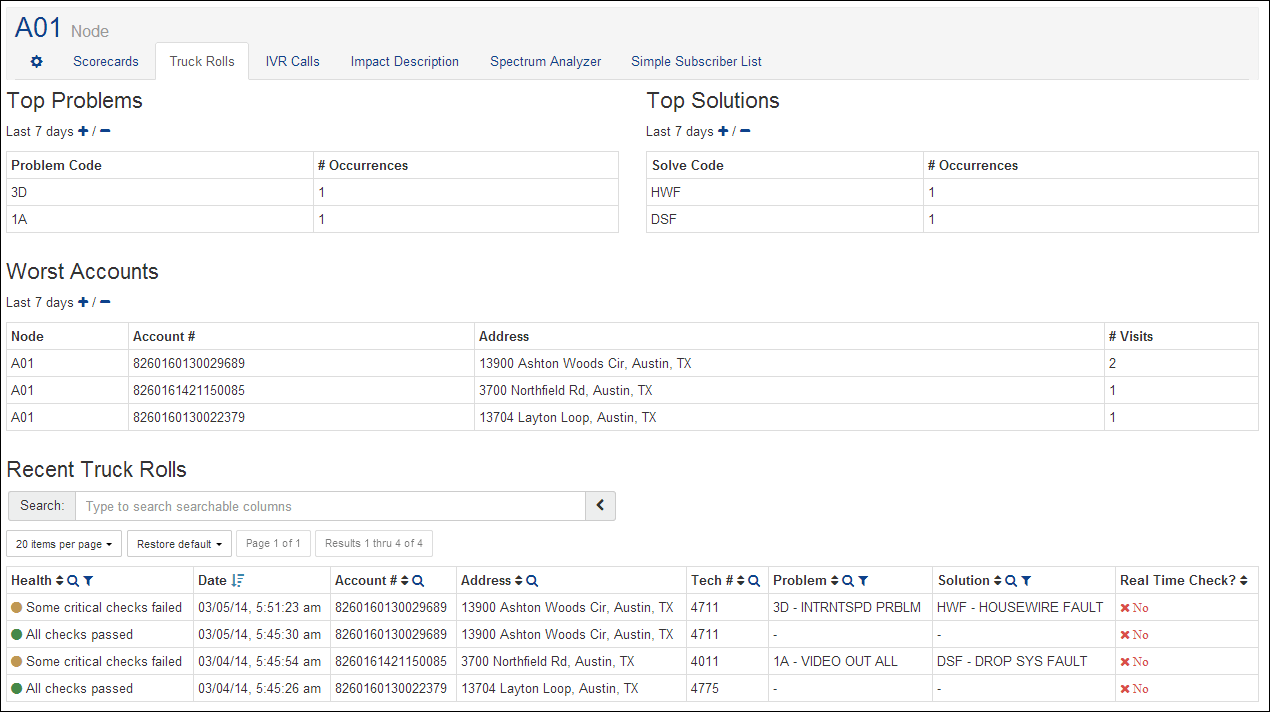 A01 Node
Scorecards Truck Rolls IVR Calls Impact Description Spectrum Analyzer Simple Subscriber List
Top Problems
Last 7 days + / −
Problem Code # Occurrences
3D 1
1A 1
Top Solutions
Last 7 days + / −
Solve Code # Occurrences
HWF 1
DSF 1
Worst Accounts
Last 7 days + / −
Node Account # Address # Visits
A01 8260160130029689 13900 Ashton Woods Cir, Austin, TX 2
A01 8260161421150085 3700 Northfield Rd, Austin, TX 1
A01 8260160130022379 13704 Layton Loop, Austin, TX 1
Recent Truck Rolls
Search: Type to search searchable columns
20 items per page Restore default Page 1 of 1 Results 1 thru 4 of 4
Health Date Account # Address Tech # Problem Solution Real Time Check?
Some critical checks failed 03/05/14, 5:51:23 am 8260160130029689 13900 Ashton Woods Cir, Austin, TX 4711 3D - INTRNTSPD PRBLM HWF - HOUSEWIRE FAULT No
All checks passed 03/05/14, 5:45:30 am 8260160130029689 13900 Ashton Woods Cir, Austin, TX 4711 - - No
Some critical checks failed 03/04/14, 5:45:54 am 8260161421150085 3700 Northfield Rd, Austin, TX 4011 1A - VIDEO OUT ALL DSF - DROP SYS FAULT No
All checks passed 03/04/14, 5:45:26 am 8260160130022379 13704 Layton Loop, Austin, TX 4775 - - No